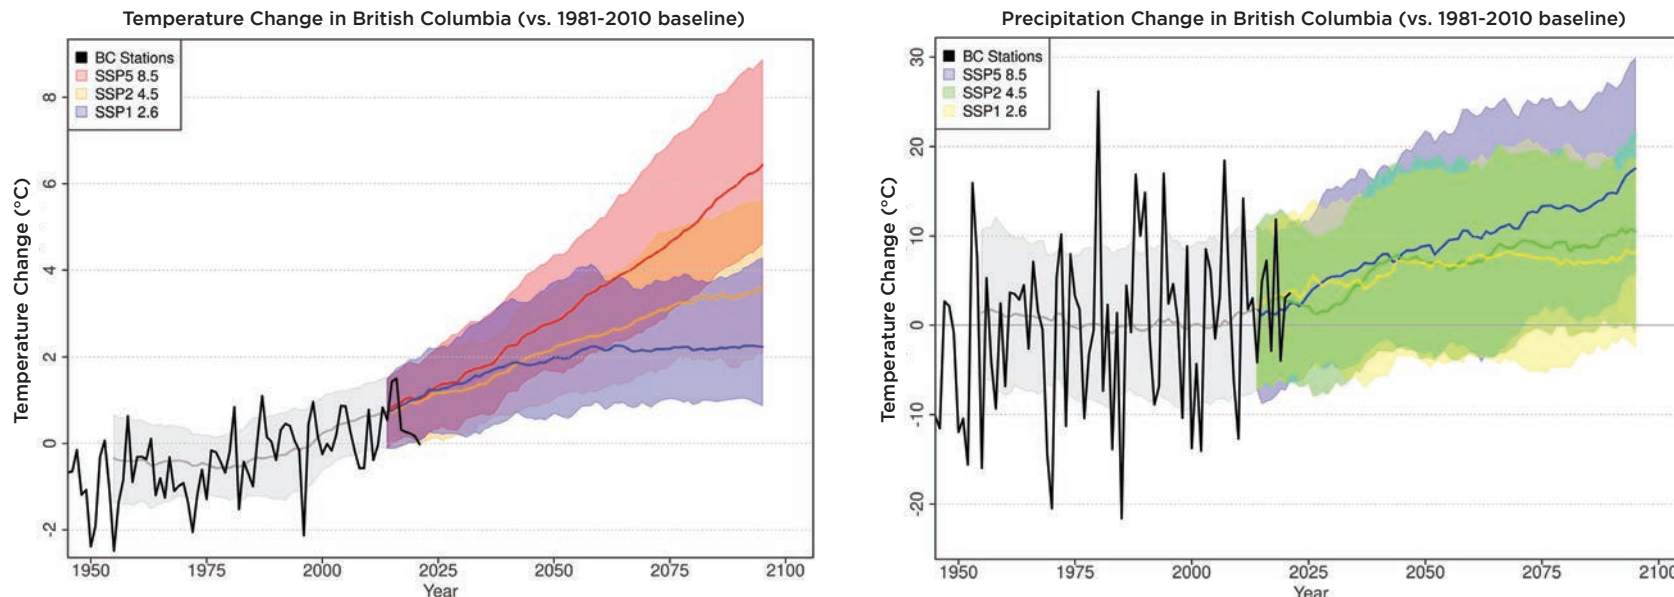 Temperature Change in British Columbia (vs. 1981-2010 baseline)
BC Stations
SSP5 8.5
SSP2 4.5
SSP1 2.6
Temperature Change (°C)
8
6
4
2
0
-2
1950 1975 2000 2025 2050 2075 2100
Year
Precipitation Change in British Columbia (vs. 1981-2010 baseline)
BC Stations
SSP5 8.5
SSP2 4.5
SSP1 2.6
Temperature Change (°C)
30
20
10
0
-10
-20
1950 1975 2000 2025 2050 2075 2100
Year